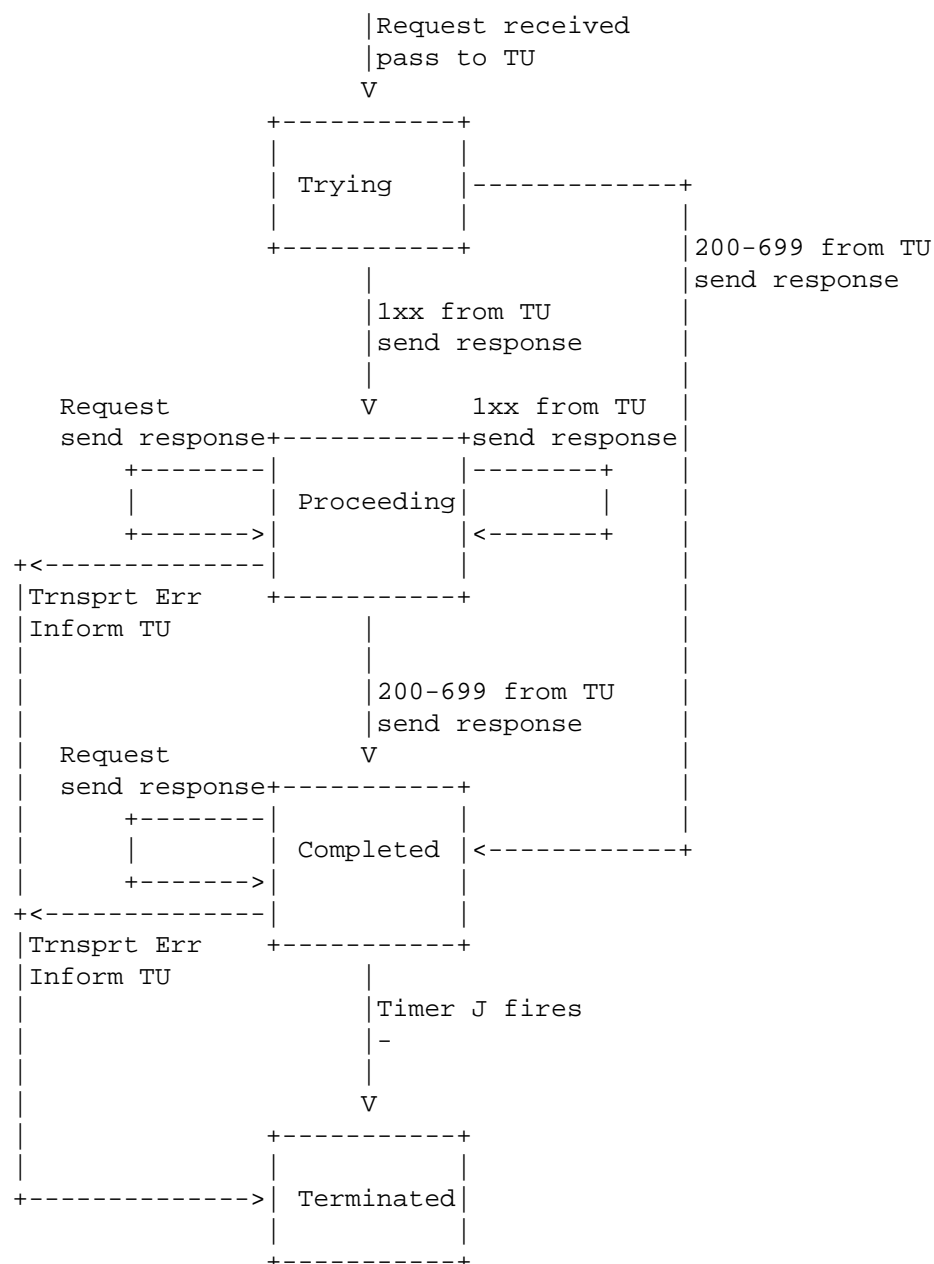 Request received
pass to TU
Trying
200-699 from TU
send response
1xx from TU
send response
Request
send response
1xx from TU
send response
Proceeding
Trnsprt Err
Inform TU
200-699 from TU
send response
Request
send response
Completed
Trnsprt Err
Inform TU
Timer J fires
-
Terminated